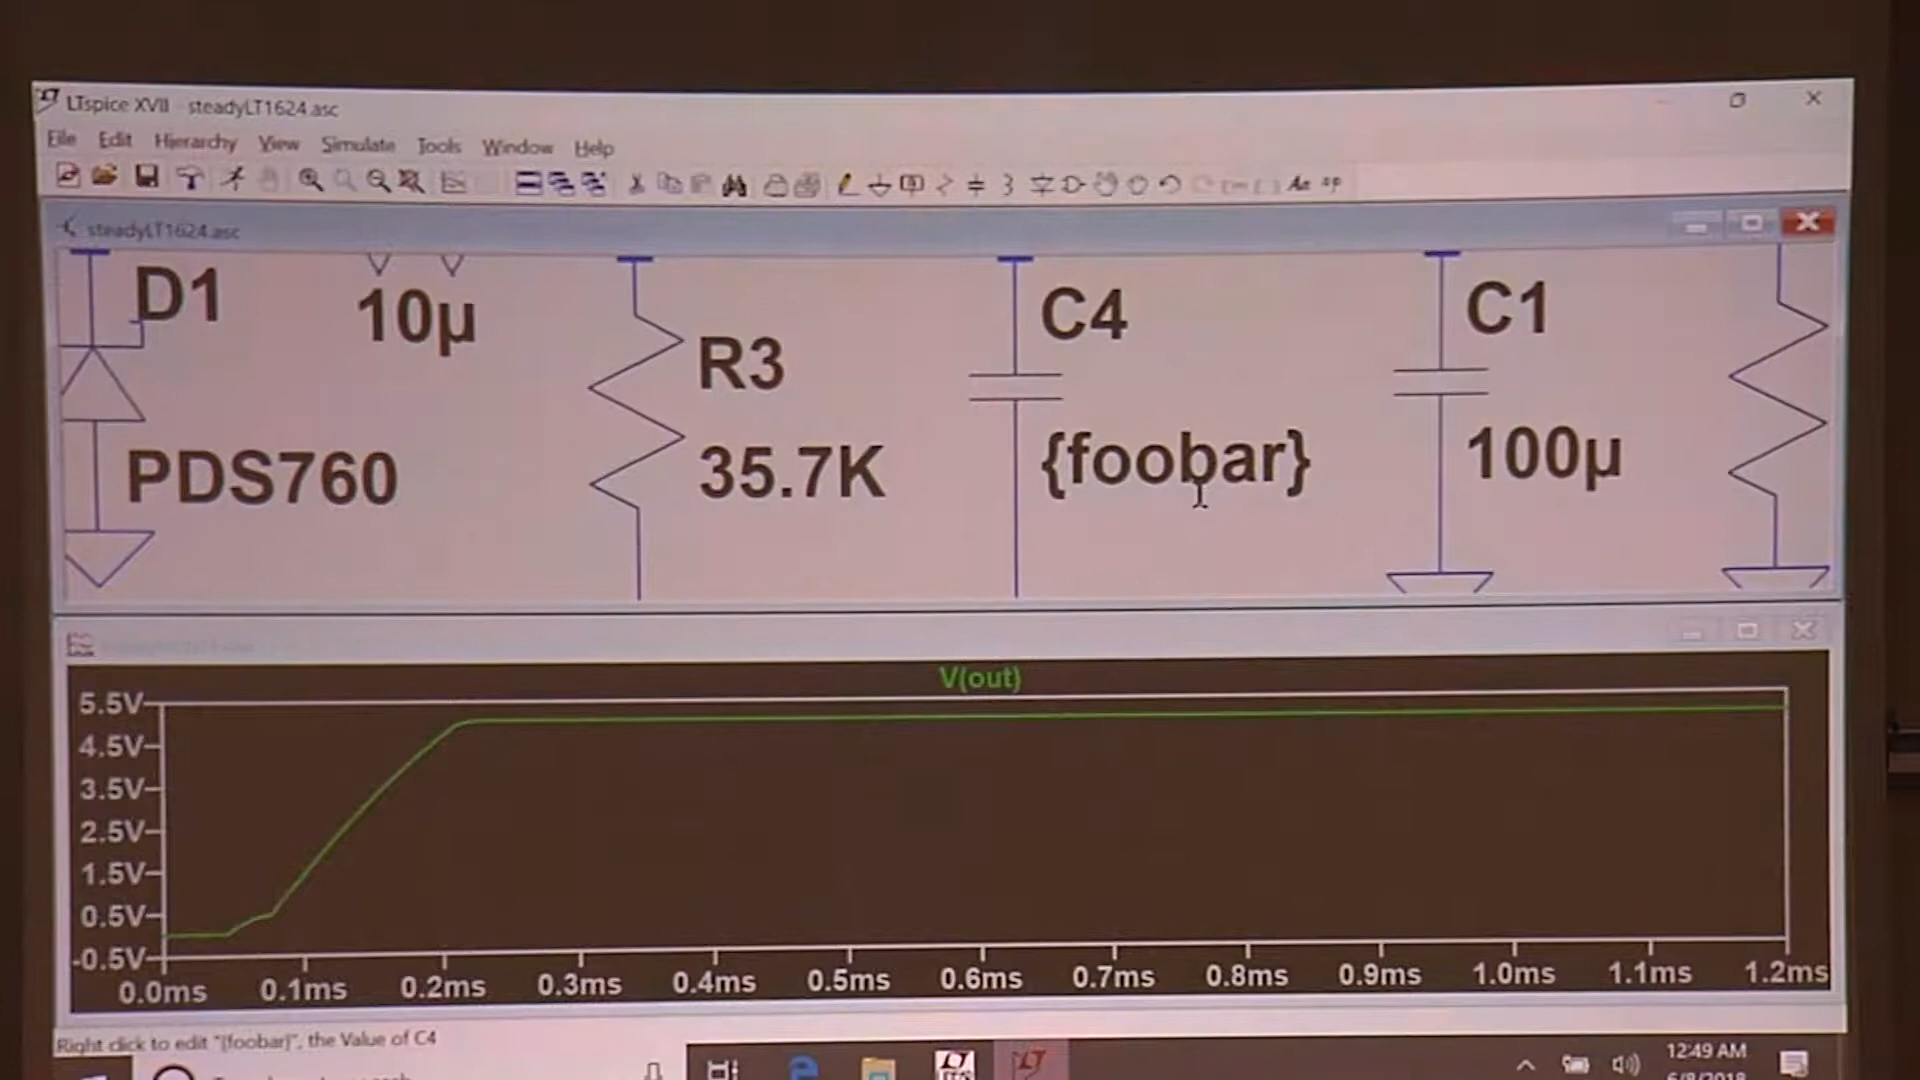 LTspice XVII - steadyLT1624.asc
File Edit Hierarchy View Simulate Tools Window Help
steadyLT1624.asc
D1
10µ
PDS760
R3
35.7K
C4
{foobar}
C1
100µ
V(out)
5.5V
4.5V
3.5V
2.5V
1.5V
0.5V
-0.5V
0.0ms 0.1ms 0.2ms 0.3ms 0.4ms 0.5ms 0.6ms 0.7ms 0.8ms 0.9ms 1.0ms 1.1ms 1.2ms
Right click to edit "{foobar}", the Value of C4
12:49 AM
6/8/2018